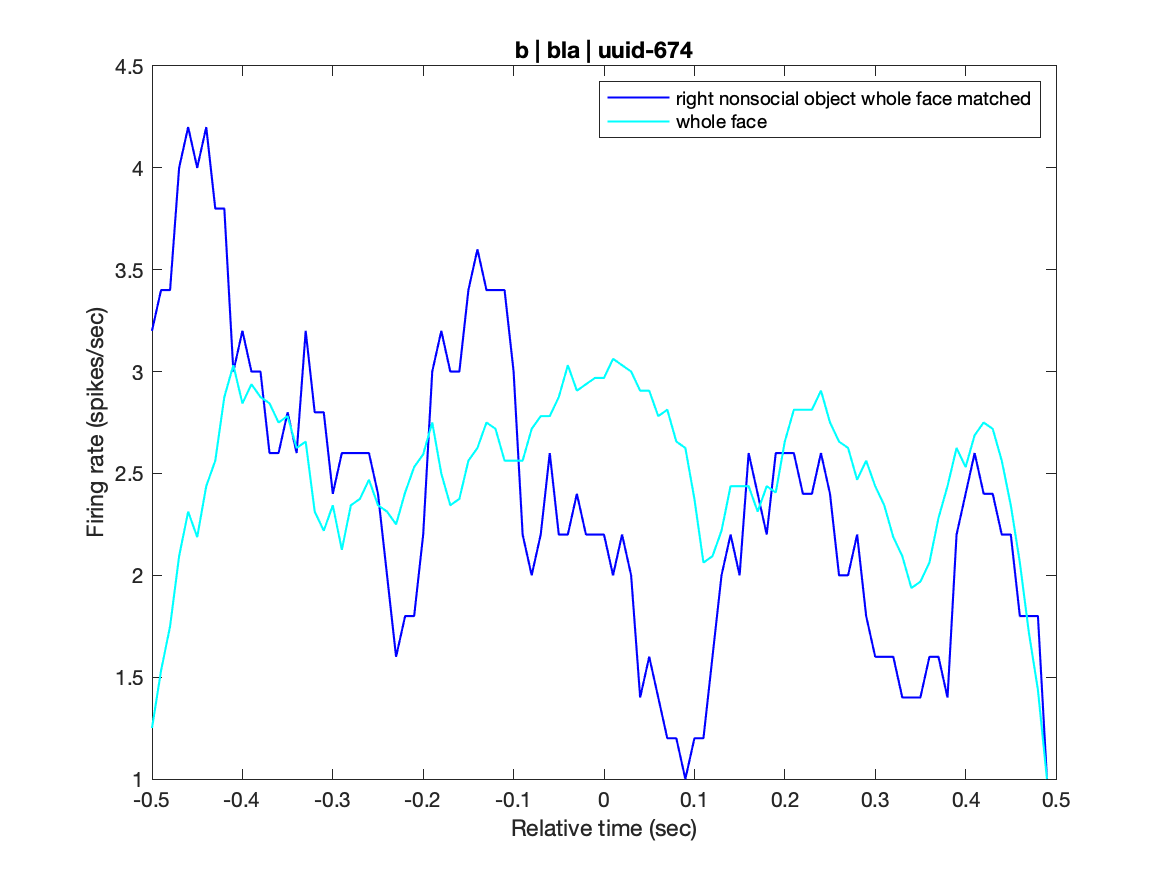 b | bla | uuid-674
right nonsocial object whole face matched
whole face
Firing rate (spikes/sec)
4.5
4
3.5
3
2.5
2
1.5
1
-0.5 -0.4 -0.3 -0.2 -0.1 0 0.1 0.2 0.3 0.4 0.5
Relative time (sec)